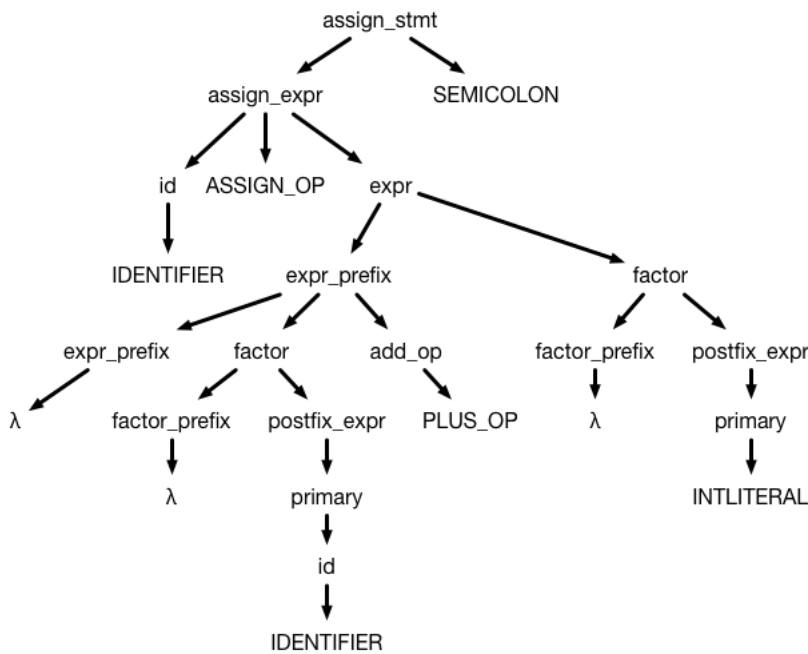 assign_stmt
assign_expr SEMICOLON
id ASSIGN_OP expr
IDENTIFIER expr_prefix factor
expr_prefix factor add_op factor_prefix postfix_expr
λ factor_prefix postfix_expr PLUS_OP λ primary
λ primary INTLITERAL
id
IDENTIFIER